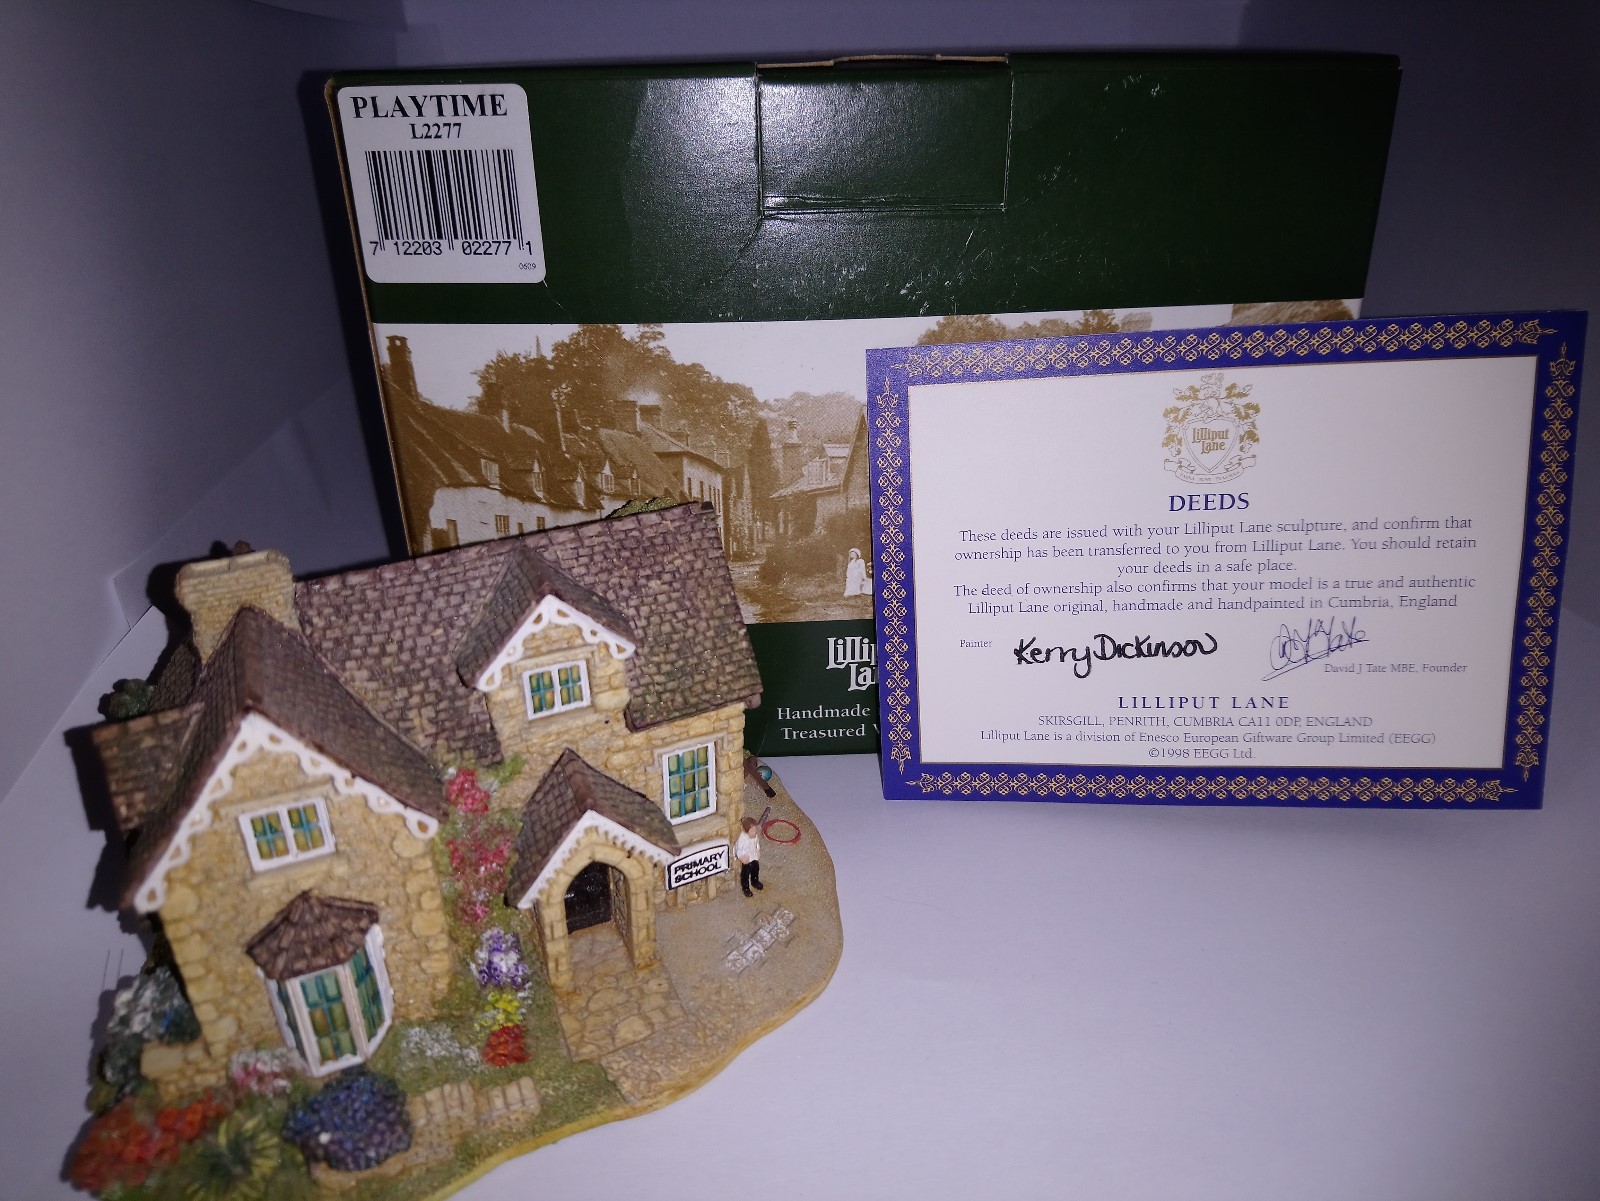 PLAYTIME
L2277
7 12203 02277 1
0689
Lilliput
Lane
DEEDS
These deeds are issued with your Lilliput Lane sculpture, and confirm that
ownership has been transferred to you from Lilliput Lane. You should retain
your deeds in a safe place.
The deed of ownership also confirms that your model is a true and authentic
Lilliput Lane original, handmade and handpainted in Cumbria, England
Painter Kerry Dickinson
David J Tate MBE, Founder
LILLIPUT LANE
SKIRSGILL, PENRITH, CUMBRIA CA11 0DP, ENGLAND
Lilliput Lane is a division of Enesco European Giftware Group Limited (EEGG)
©1998 EEGG Ltd.
Handmade
Treasured
PRIMARY
SCHOOL